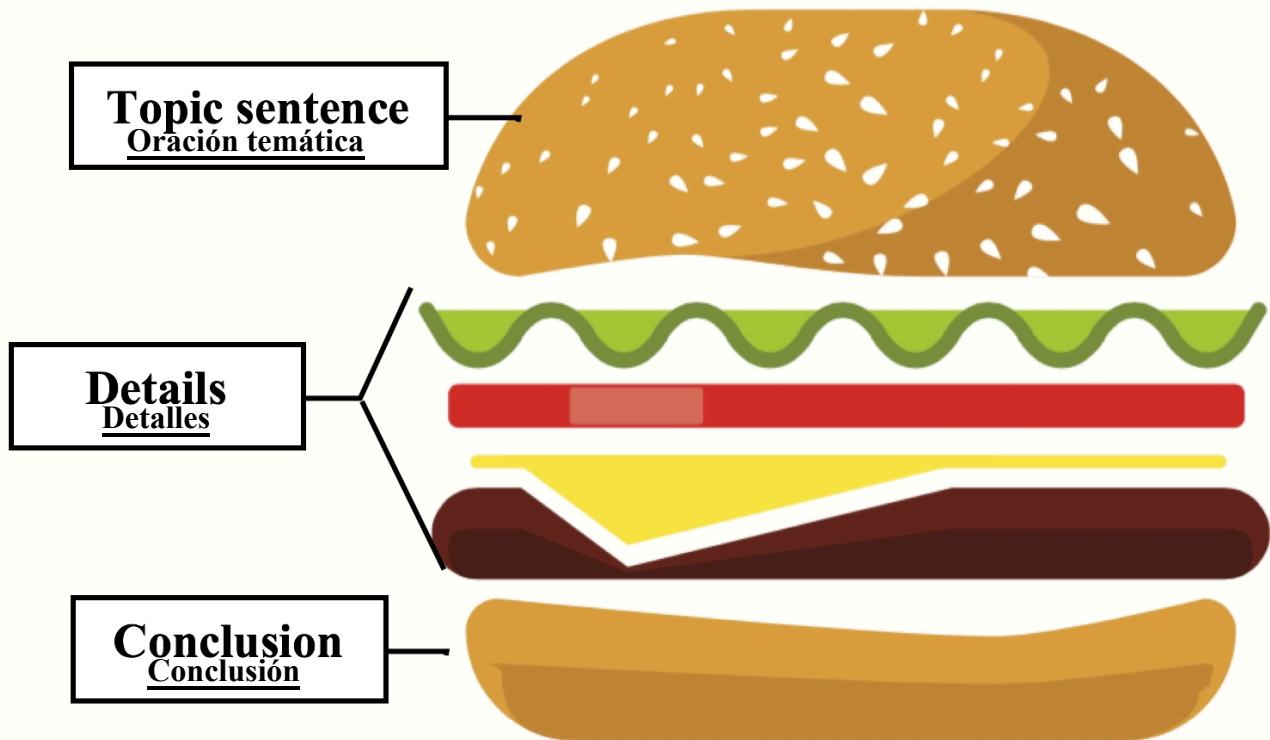 Topic sentence
Oración temática
Details
Detalles
Conclusion
Conclusión